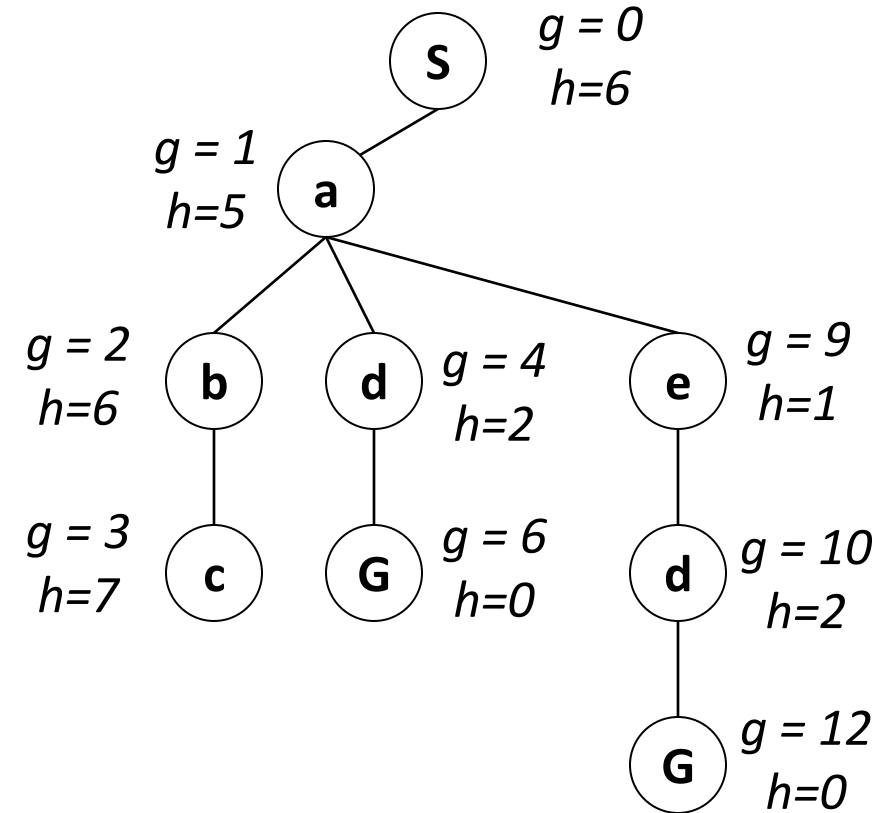 S
g = 0
h=6
g = 1
h=5
a
g = 2
h=6
b
d
g = 4
h=2
e
g = 9
h=1
g = 3
h=7
c
G
g = 6
h=0
d
g = 10
h=2
G
g = 12
h=0